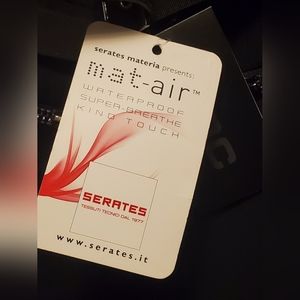 serates materia presents:
mat-air™
WATERPROOF
SUPER-BREATHE
KIND TOUCH
SERATES
TESSUTI TECNICI DAL 1977
www.serates.it